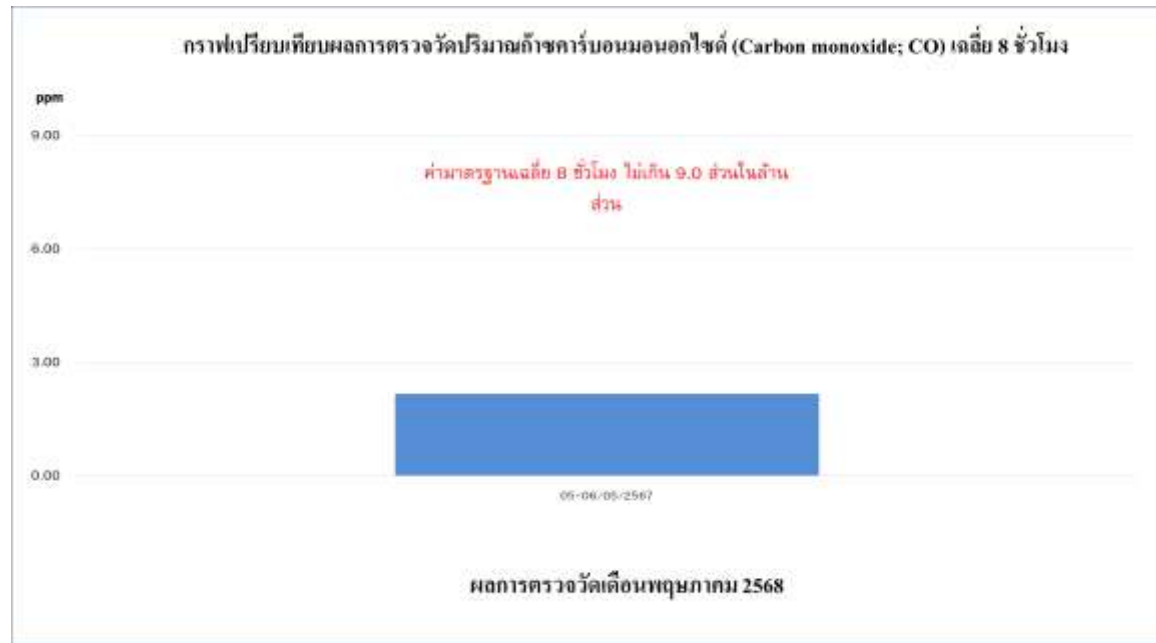 กราฟเปรียบเทียบผลการตรวจวัดปริมาณก๊าซคาร์บอนมอนอกไซด์ (Carbon monoxide; CO) เฉลี่ย 8 ชั่วโมง
ppm
9.00
ค่ามาตรฐานเฉลี่ย 8 ชั่วโมง ไม่เกิน 9.0 ส่วนในล้าน
ส่วน
6.00
3.00
0.00
05-06/05/2567
ผลการตรวจวัดเดือนพฤษภาคม 2568